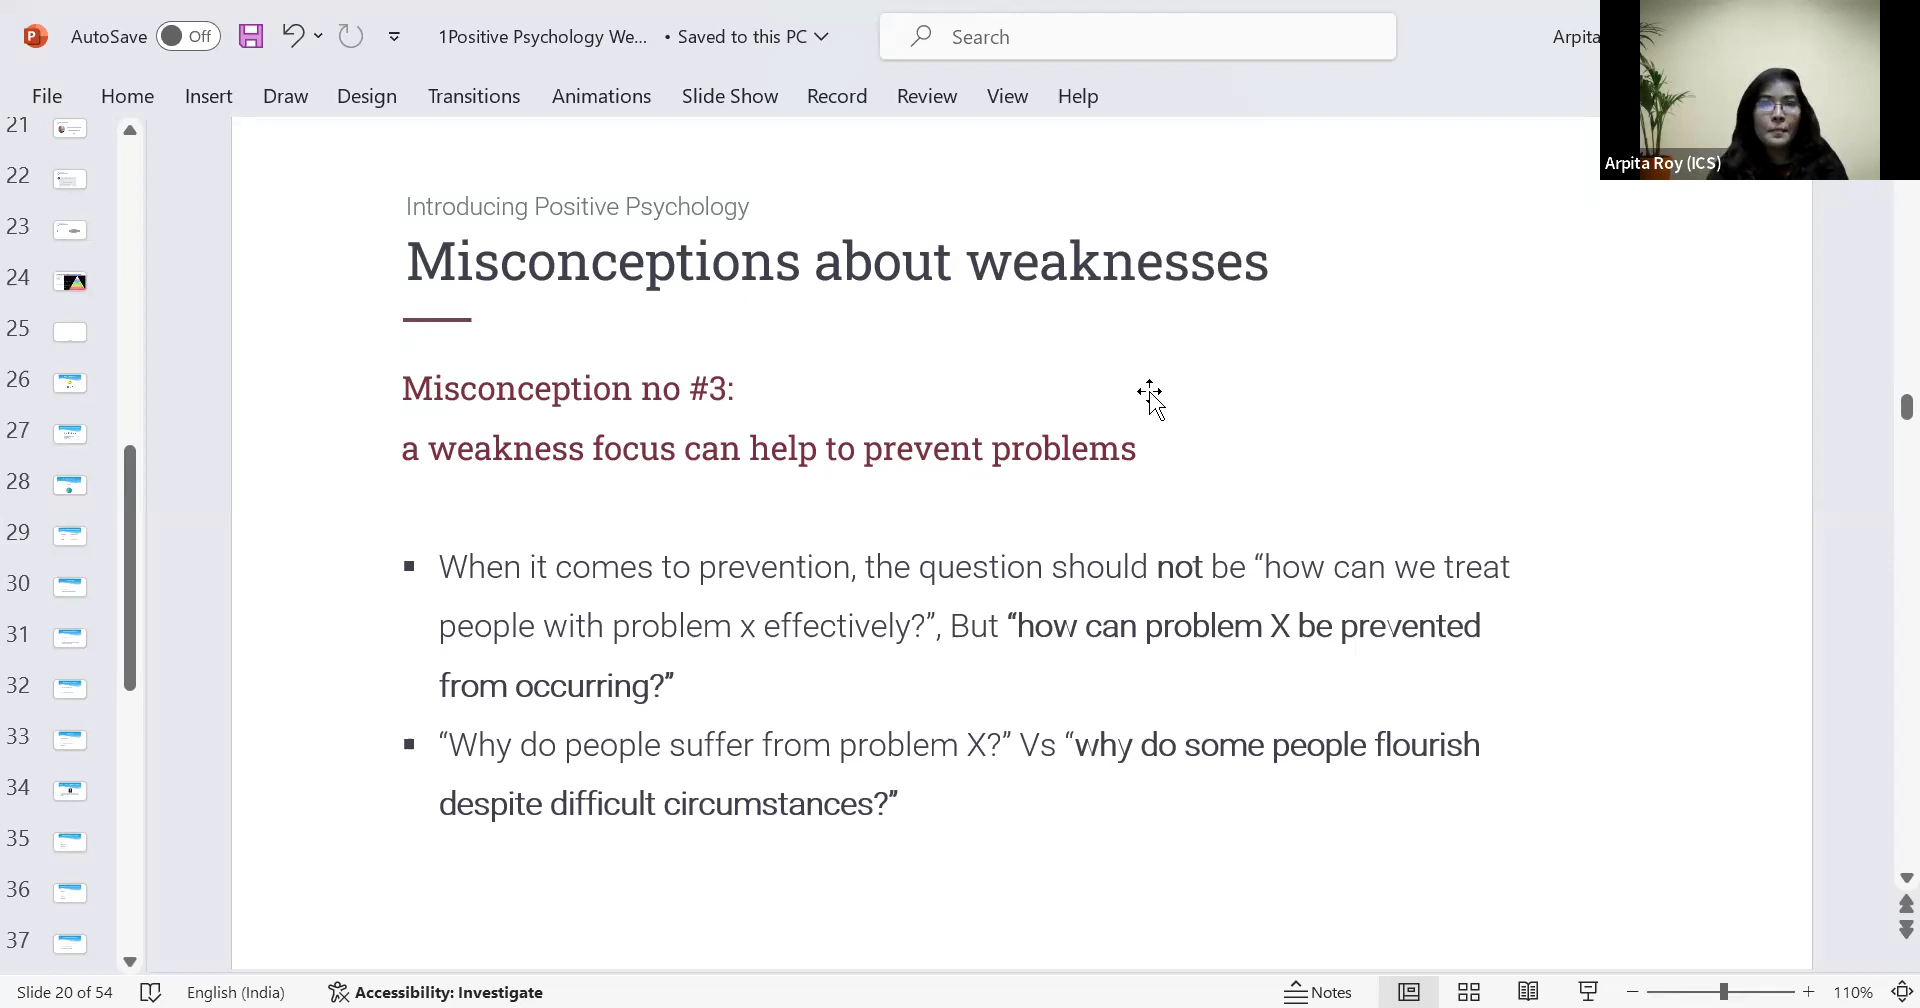 AutoSave Off 1Positive Psychology We... • Saved to this PC Search Arpita
File Home Insert Draw Design Transitions Animations Slide Show Record Review View Help
Arpita Roy (ICS)
21
22
23
24
25
26
27
28
29
30
31
32
33
34
35
36
37
Introducing Positive Psychology
Misconceptions about weaknesses
Misconception no #3:
a weakness focus can help to prevent problems
▪ When it comes to prevention, the question should not be “how can we treat
people with problem x effectively?”, But “how can problem X be prevented
from occurring?”
▪ “Why do people suffer from problem X?” Vs “why do some people flourish
despite difficult circumstances?”
Slide 20 of 54 English (India) Accessibility: Investigate Notes 110%